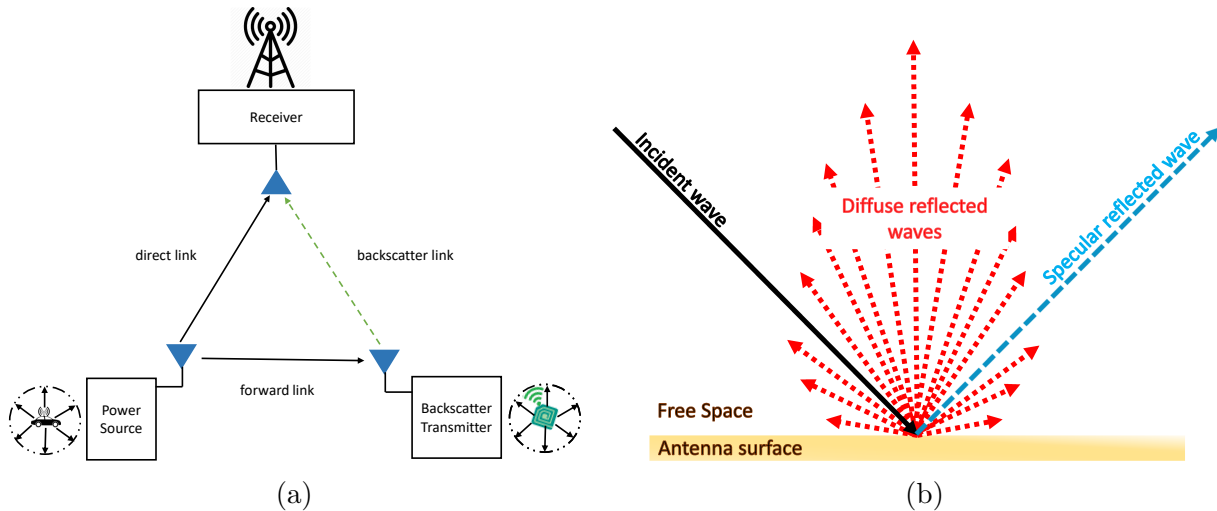 Receiver
direct link
backscatter link
forward link
Power
Source
Backscatter
Transmitter
(a)
Incident wave
Diffuse reflected
waves
Specular reflected wave
Free Space
Antenna surface
(b)